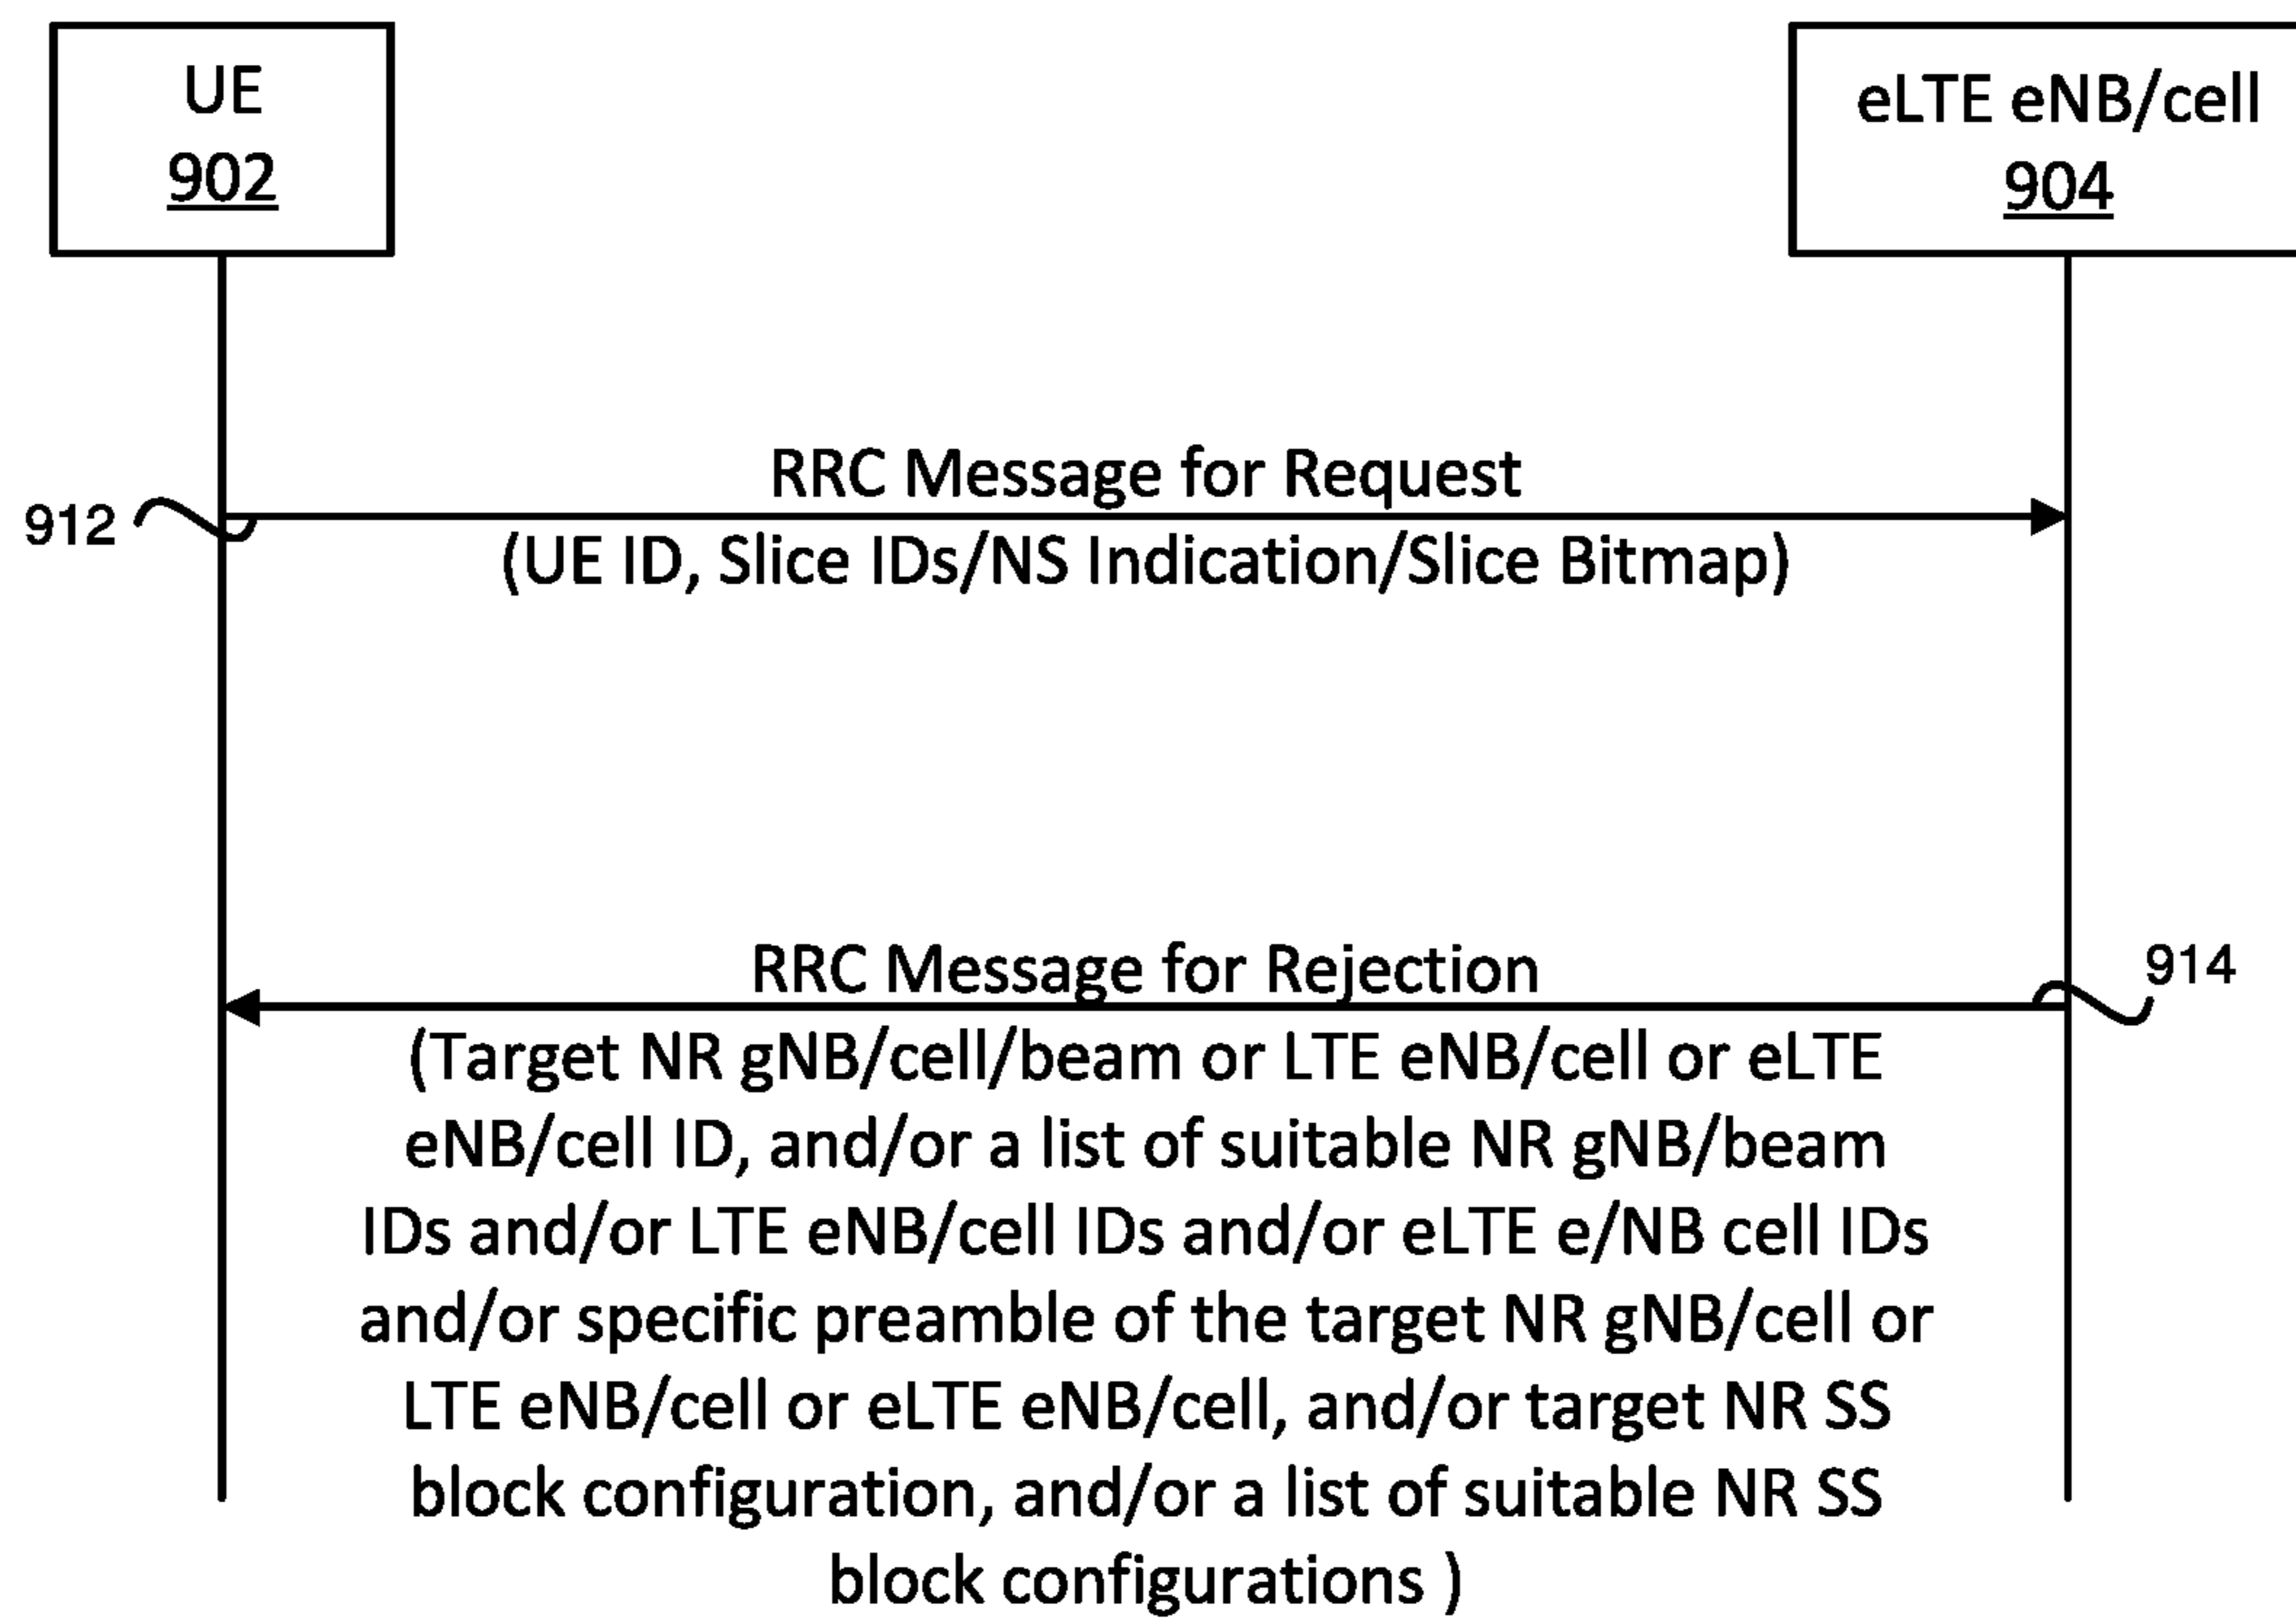 UE
902
eLTE eNB/cell
904
RRC Message for Request
912
(UE ID, Slice IDs/NS Indication/Slice Bitmap)
RRC Message for Rejection
914
(Target NR gNB/cell/beam or LTE eNB/cell or eLTE
eNB/cell ID, and/or a list of suitable NR gNB/beam
IDs and/or LTE eNB/cell IDs and/or eLTE e/NB cell IDs
and/or specific preamble of the target NR gNB/cell or
LTE eNB/cell or eLTE eNB/cell, and/or target NR SS
block configuration, and/or a list of suitable NR SS
block configurations )